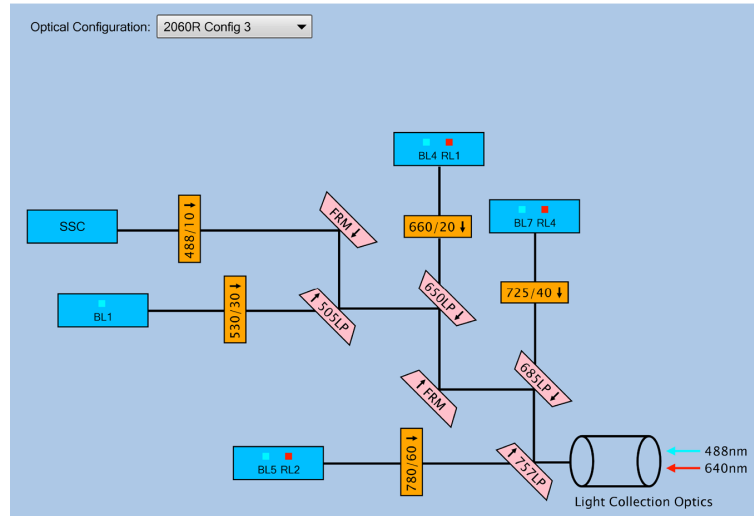 Optical Configuration: 2060R Config 3
BL4 RL1
SSC
488/10
FRM
660/20
BL7 RL4
BL1
530/30
505LP
650LP
725/40
FRM
685LP
BL5 RL2
780/60
757LP
488nm
640nm
Light Collection Optics